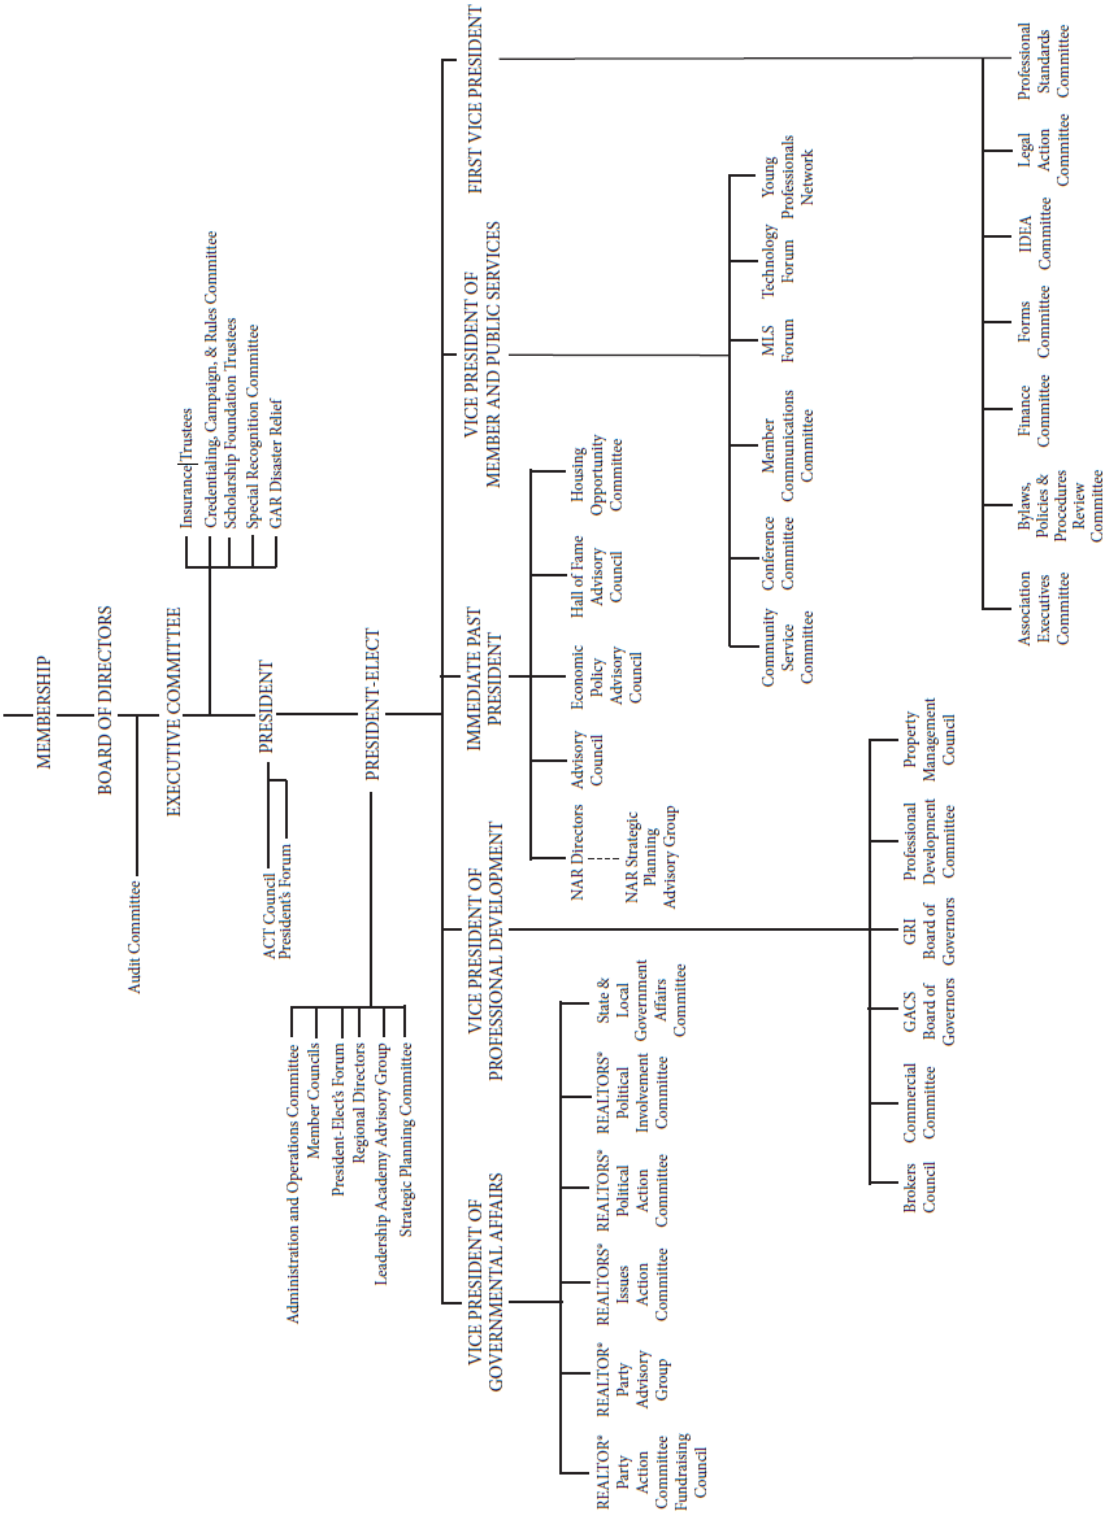 MEMBERSHIP
BOARD OF DIRECTORS
Audit Committee
EXECUTIVE COMMITTEE
Insurance Trustees
Credentialing, Campaign, & Rules Committee
Scholarship Foundation Trustees
Special Recognition Committee
GAR Disaster Relief
PRESIDENT
ACT Council
President's Forum
PRESIDENT-ELECT
Administration and Operations Committee
Member Councils
President-Elect's Forum
Regional Directors
Leadership Academy Advisory Group
Strategic Planning Committee
VICE PRESIDENT OF
GOVERNMENTAL AFFAIRS
REALTOR®
Party
Action
Committee
Fundraising
Council
REALTOR®
Party
Advisory
Group
REALTORS®
Issues
Action
Committee
REALTORS®
Political
Action
Committee
REALTORS®
Political
Involvement
Committee
State &
Local
Government
Affairs
Committee
VICE PRESIDENT OF
PROFESSIONAL DEVELOPMENT
Brokers
Council
Commercial
Committee
GACS
Board of
Governors
GRI
Board of
Governors
Professional
Development
Committee
Property
Management
Council
IMMEDIATE PAST
PRESIDENT
NAR Directors
NAR Strategic
Planning
Advisory Group
Advisory
Council
Economic
Policy
Advisory
Council
Hall of Fame
Advisory
Council
Housing
Opportunity
Committee
VICE PRESIDENT OF
MEMBER AND PUBLIC SERVICES
Community
Service
Committee
Conference
Committee
Member
Communications
Committee
MLS
Forum
Technology
Forum
Young
Professionals
Network
FIRST VICE PRESIDENT
Association
Executives
Committee
Bylaws,
Policies &
Procedures
Review
Committee
Finance
Committee
Forms
Committee
IDEA
Committee
Legal
Action
Committee
Professional
Standards
Committee